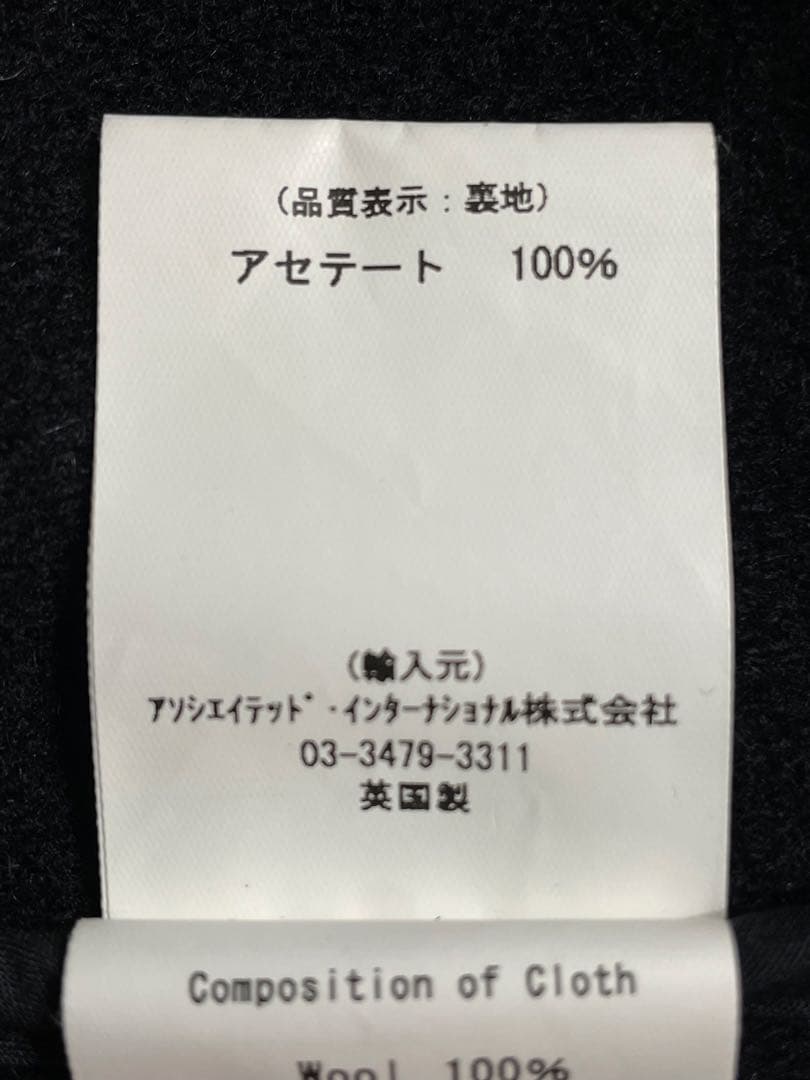 （品質表示：裏地）
アセテート 100%
（輸入元）
ｱｿｼｴｲﾃｯﾄﾞ･ｲﾝﾀｰﾅｼｮﾅﾙ株式会社
03-3479-3311
英国製
Composition of Cloth
Wool 100%